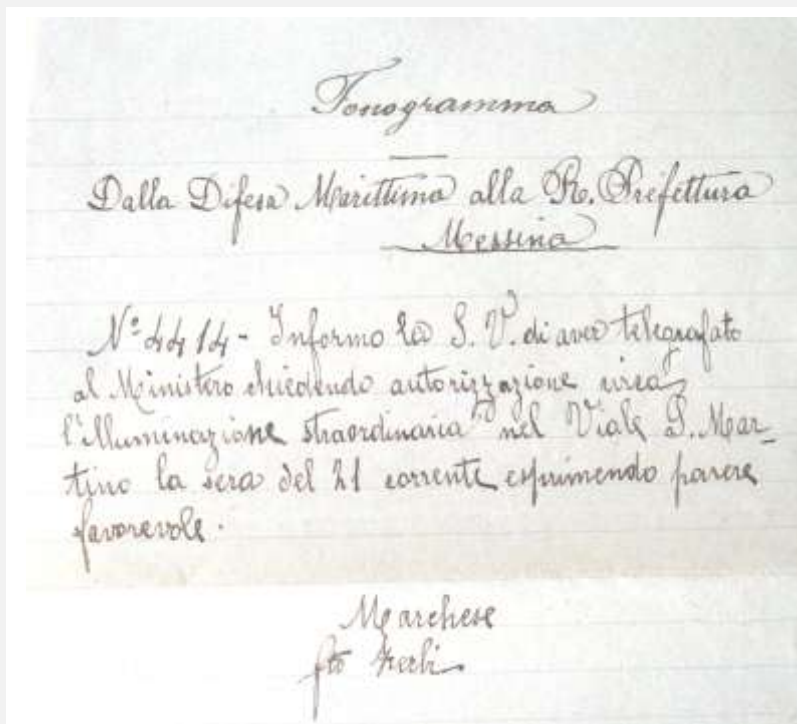 Fonogramma
Dalla Difesa Marittima alla R. Prefettura
Messina
N° 4414 - Informo la S. V. di aver telegrafato
al Ministero chiedendo autorizzazione circa
l'illuminazione straordinaria nel Viale S. Mar-
tino la sera del 21 corrente esprimendo parere
favorevole.
Marchese
fto